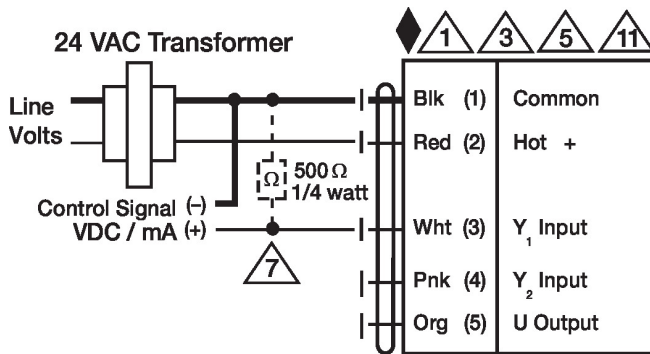 24 VAC Transformer
1 3 5 11
Line
Volts
Blk (1) Common
Red (2) Hot +
Ω 500 Ω
1/4 watt
Control Signal (–)
VDC / mA (+)
Wht (3) Y1 Input
7
Pnk (4) Y2 Input
Org (5) U Output